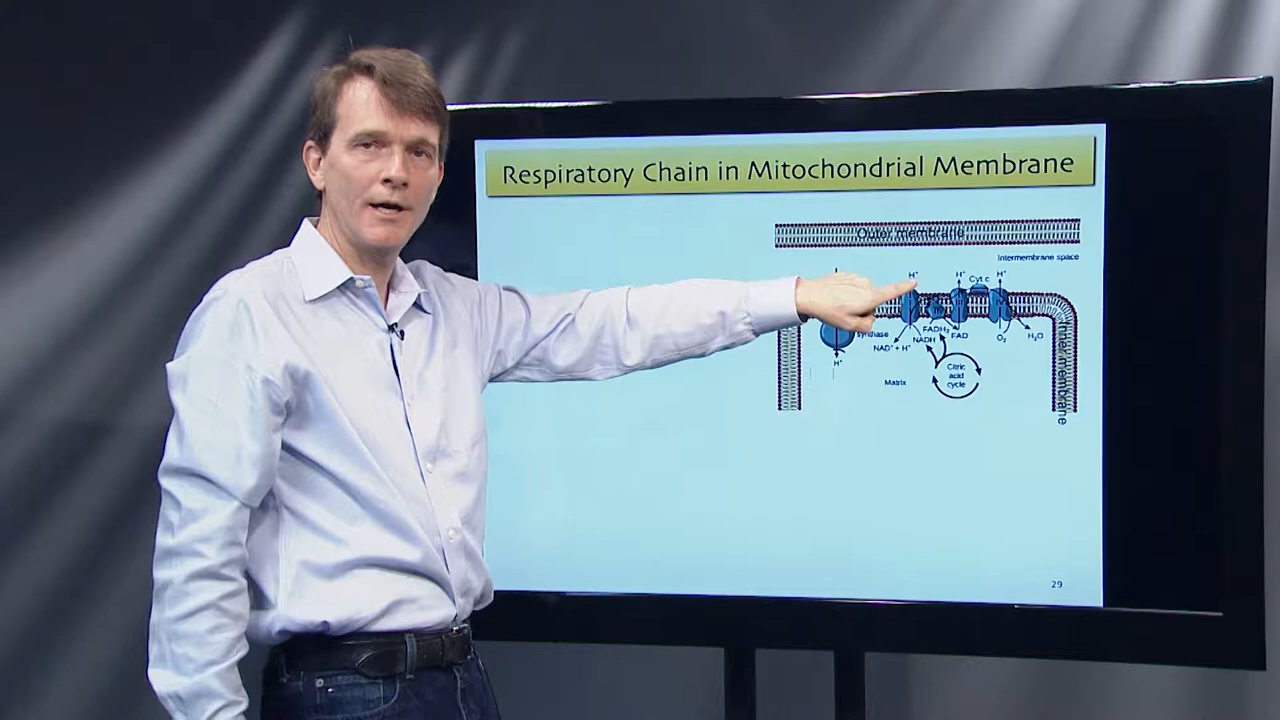 Respiratory Chain in Mitochondrial Membrane
Outer membrane
Intermembrane space
H⁺
H⁺
Cyt c
H⁺
synthase
NAD⁺ + H⁺
NADH
FADH₂
FAD
O₂
H₂O
H⁺
Matrix
Citric
acid
cycle
Inner membrane
29